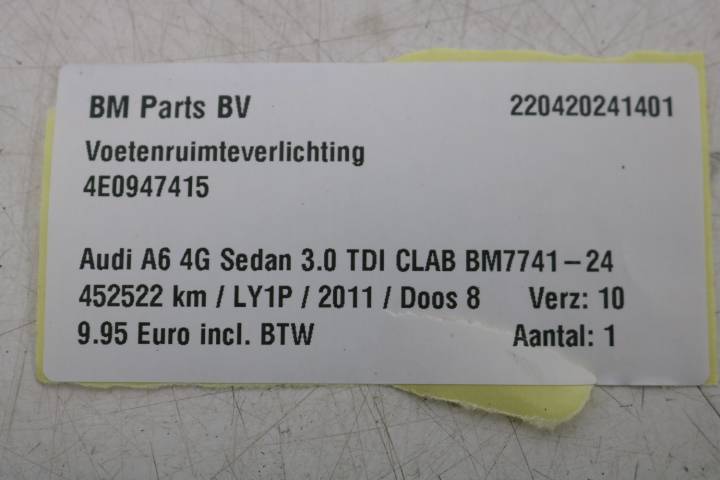 BM Parts BV 220420241401
Voetenruimteverlichting
4E0947415
Audi A6 4G Sedan 3.0 TDI CLAB BM7741-24
452522 km / LY1P / 2011 / Doos 8 Verz: 10
9.95 Euro incl. BTW Aantal: 1